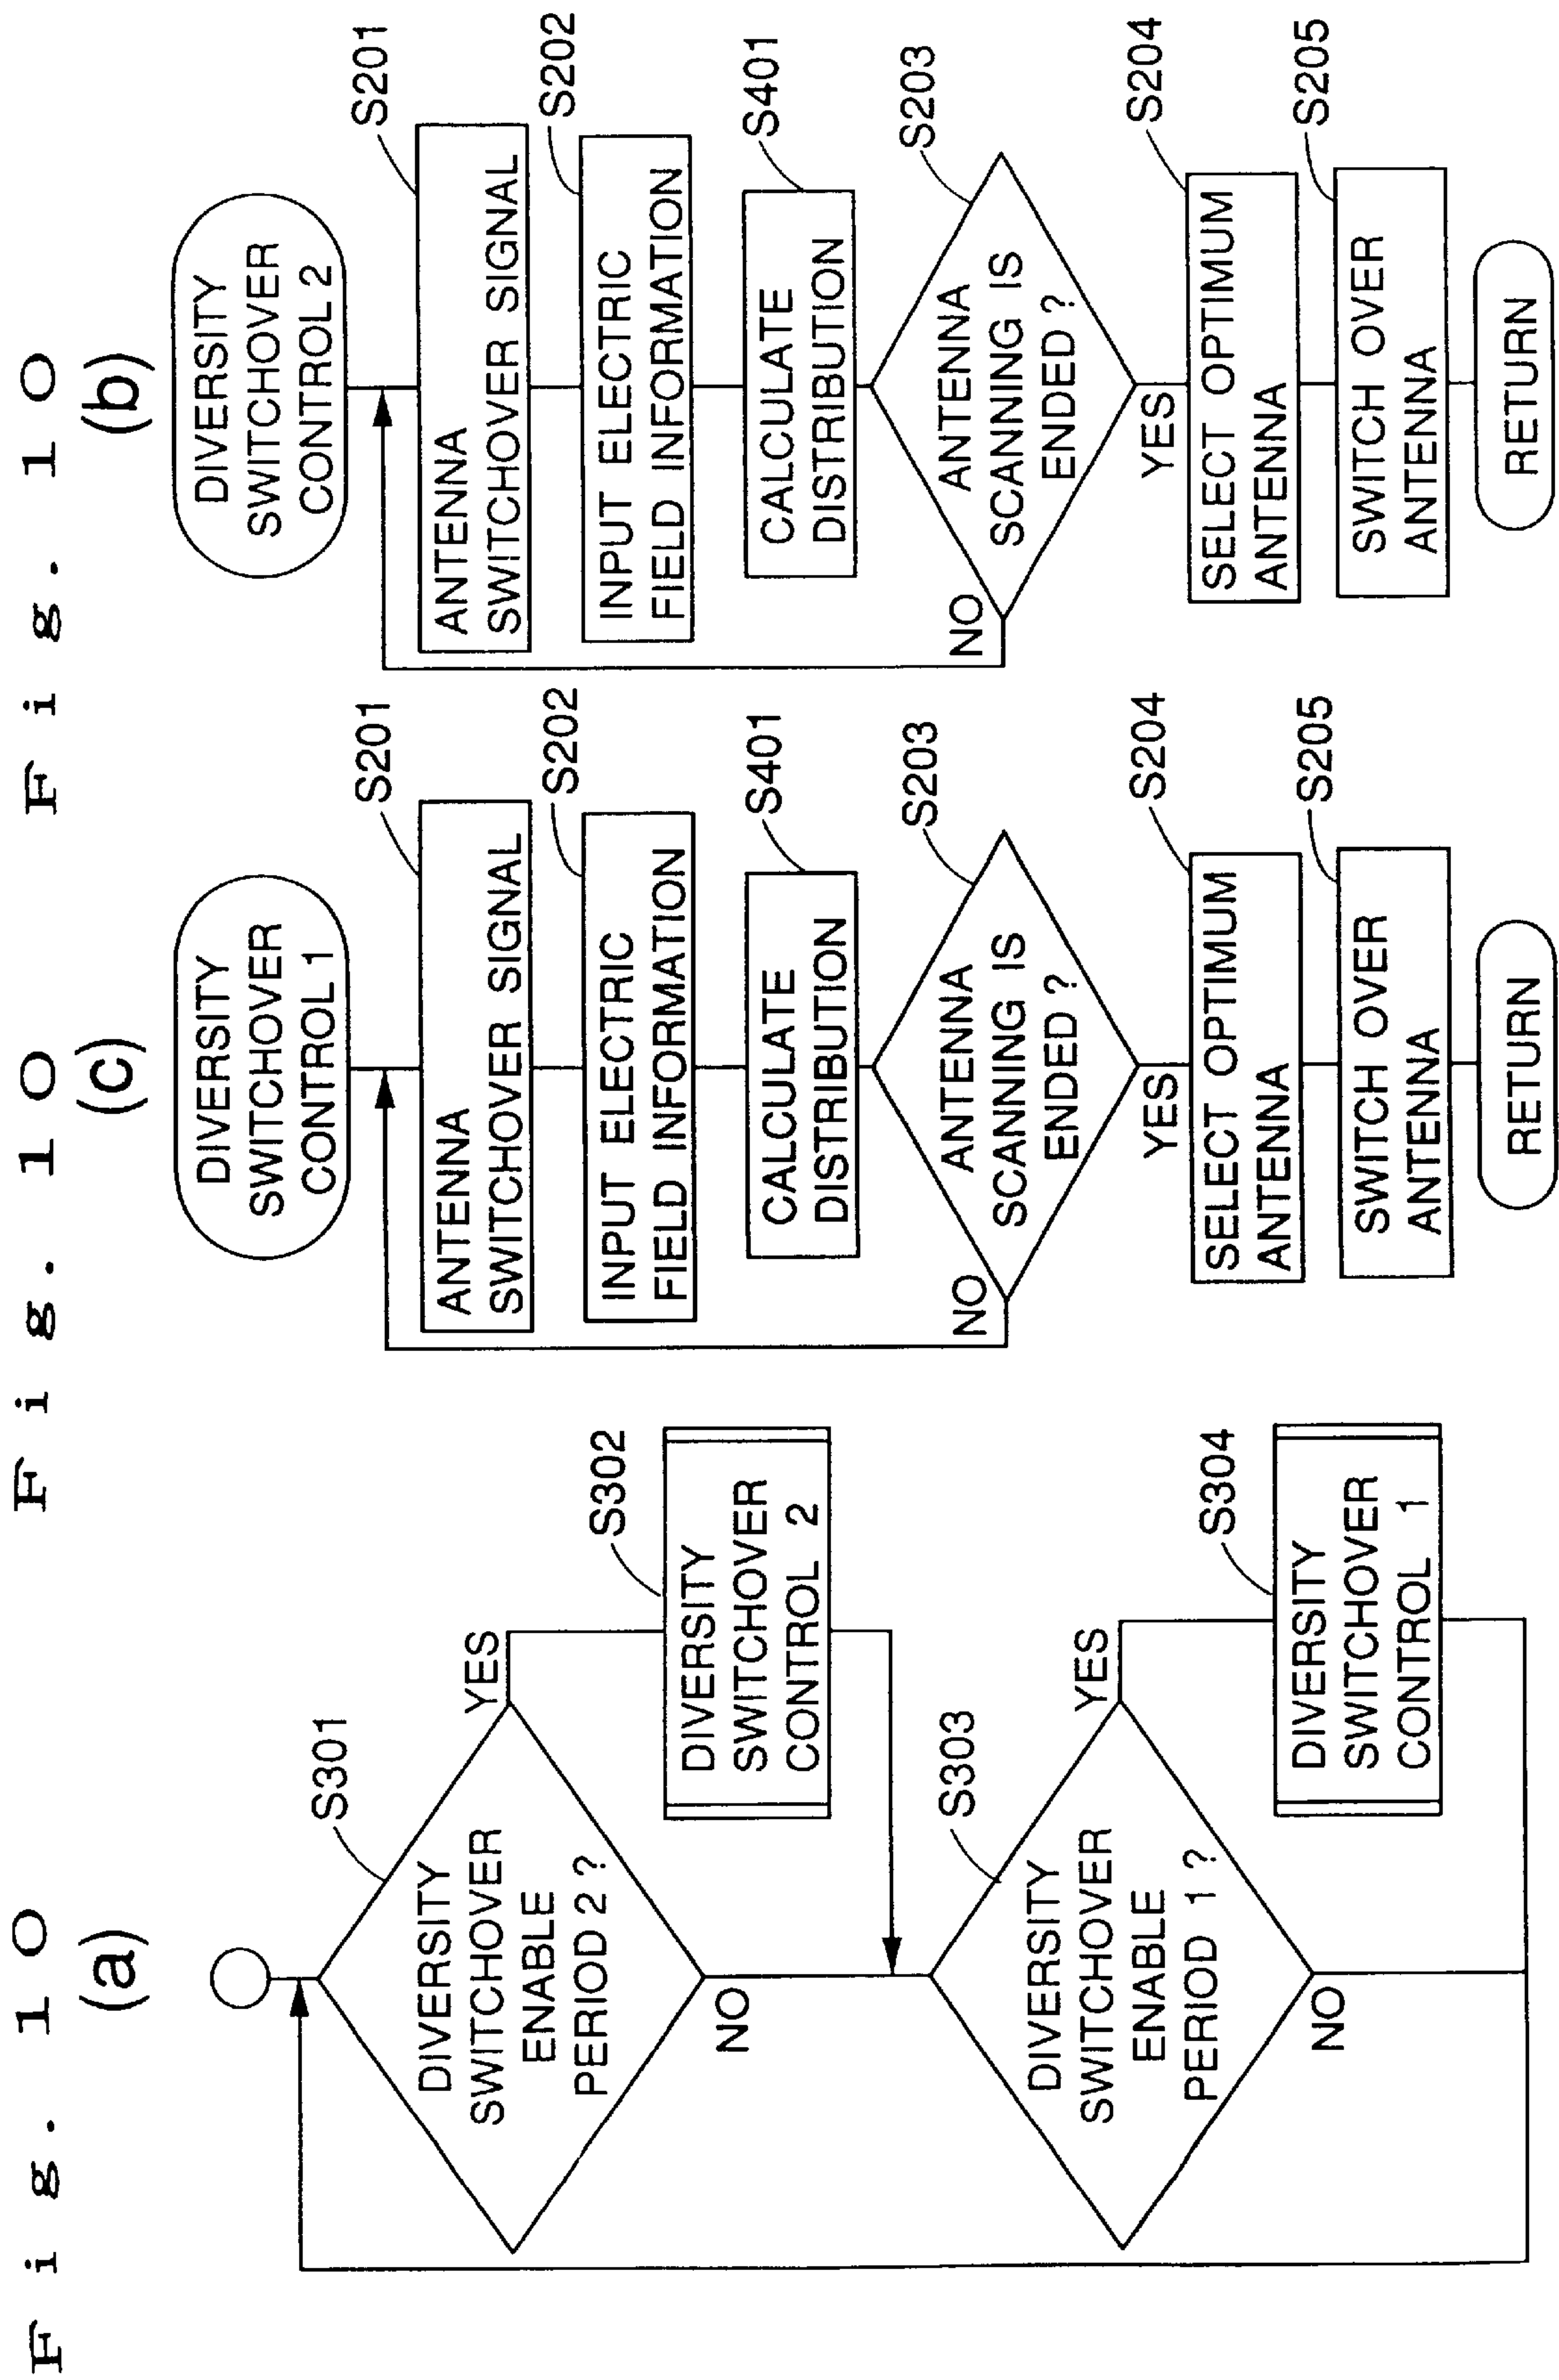 Fig. 10
(a)
DIVERSITY
SWITCHOVER
ENABLE
PERIOD 2 ?
S301
YES
NO
DIVERSITY
SWITCHOVER
CONTROL 2
S302
DIVERSITY
SWITCHOVER
ENABLE
PERIOD 1 ?
S303
YES
NO
DIVERSITY
SWITCHOVER
CONTROL 1
S304
Fig. 10
(c)
DIVERSITY
SWITCHOVER
CONTROL 1
ANTENNA
SWITCHOVER SIGNAL
S201
INPUT ELECTRIC
FIELD INFORMATION
S202
CALCULATE
DISTRIBUTION
S401
ANTENNA
SCANNING IS
ENDED ?
S203
NO
YES
SELECT OPTIMUM
ANTENNA
S204
SWITCH OVER
ANTENNA
S205
RETURN
Fig. 10
(b)
DIVERSITY
SWITCHOVER
CONTROL 2
ANTENNA
SWITCHOVER SIGNAL
S201
INPUT ELECTRIC
FIELD INFORMATION
S202
CALCULATE
DISTRIBUTION
S401
ANTENNA
SCANNING IS
ENDED ?
S203
NO
YES
SELECT OPTIMUM
ANTENNA
S204
SWITCH OVER
ANTENNA
S205
RETURN